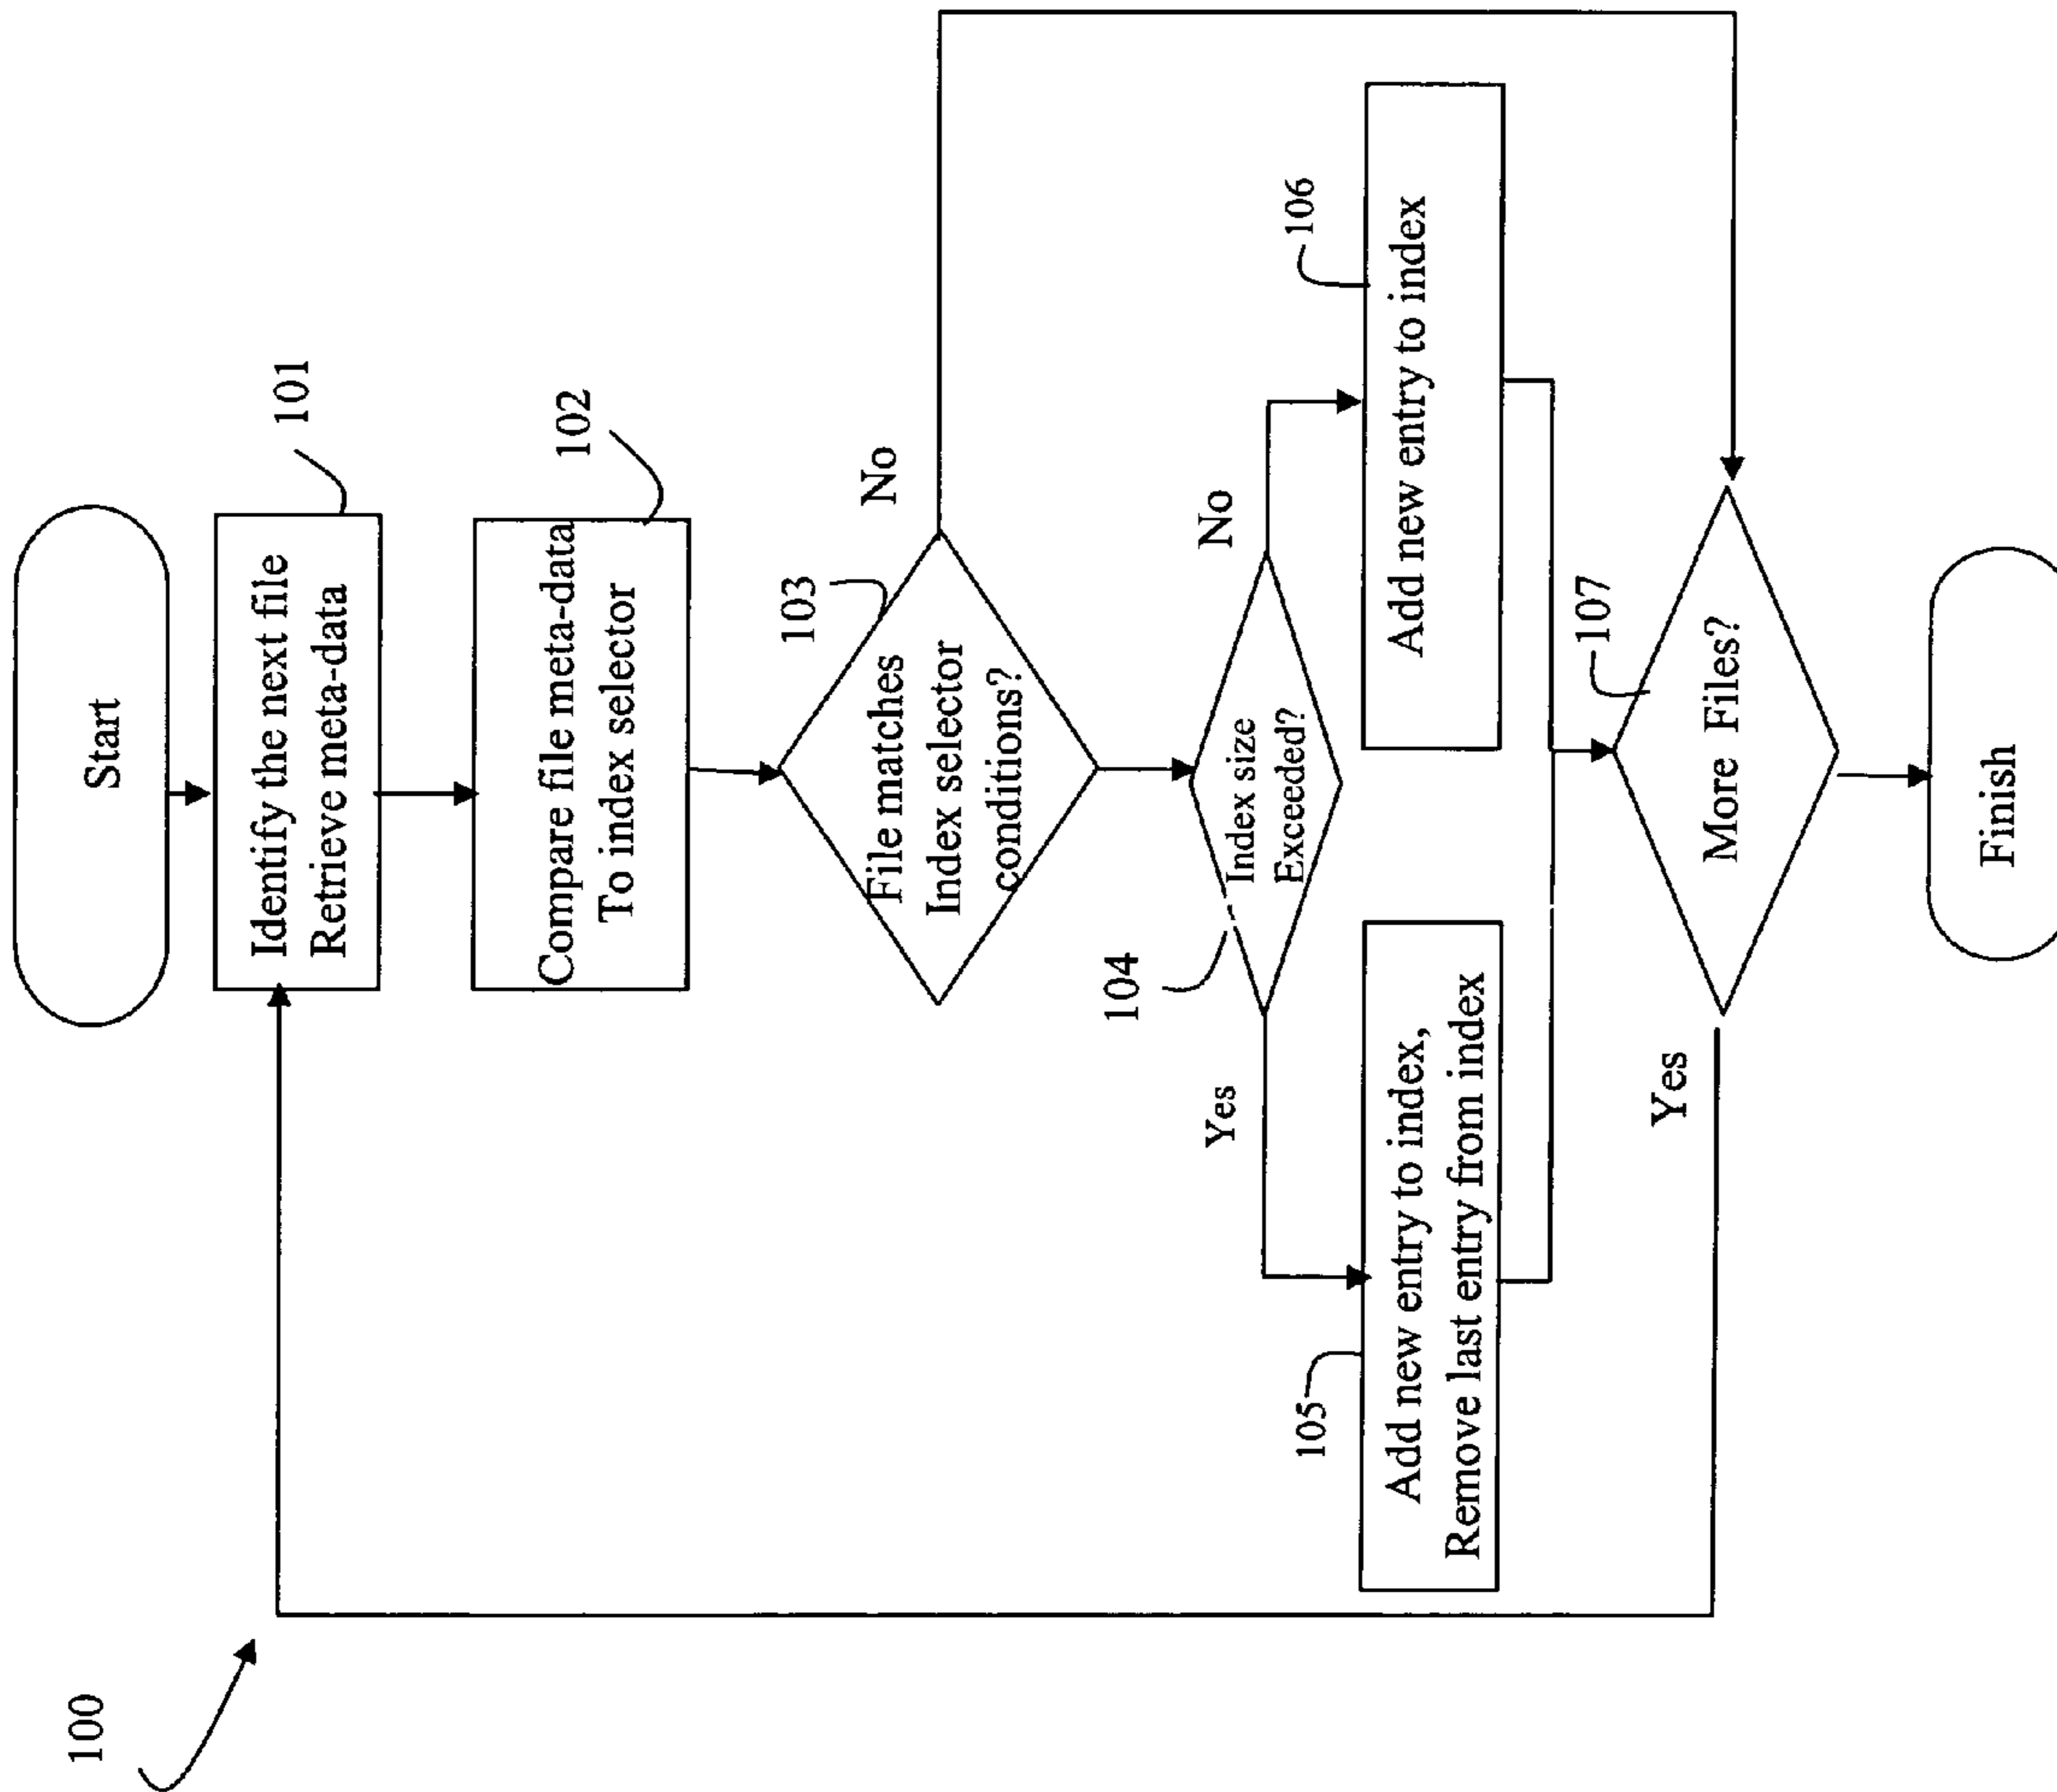 100
Start
101
Identify the next file
Retrieve meta-data
102
Compare file meta-data
To index selector
103
File matches
Index selector
conditions?
No
104
Index size
Exceeded?
Yes
No
105
Add new entry to index,
Remove last entry from index
106
Add new entry to index
107
More Files?
Yes
Finish